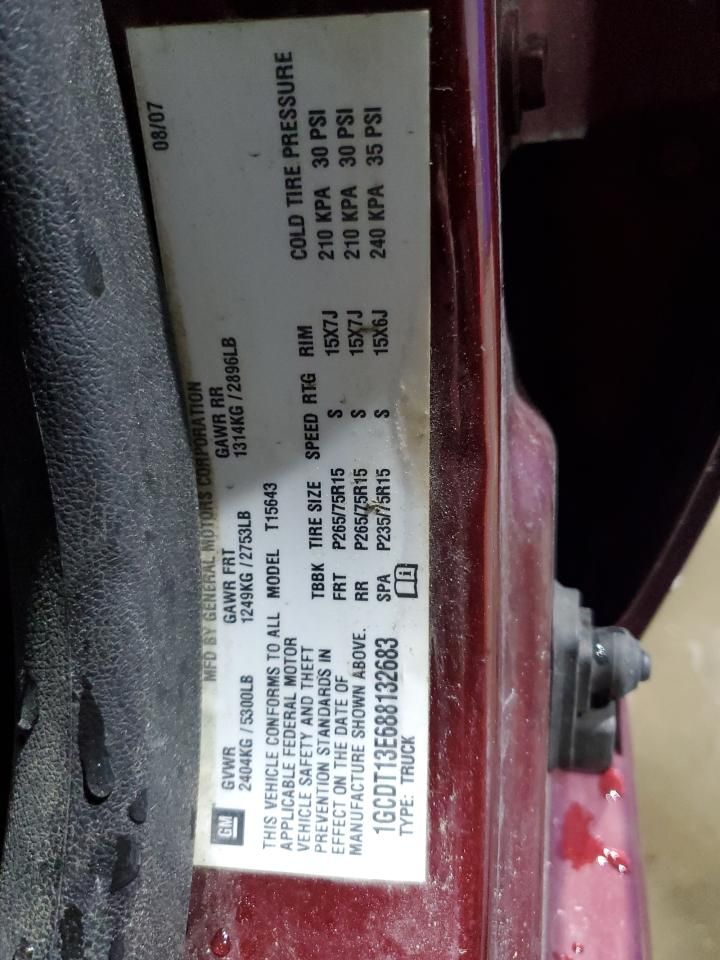 MFD BY GENERAL MOTORS CORPORATION 08/07
GM GVWR GAWR FRT GAWR RR
2404KG / 5300LB 1249KG / 2753LB 1314KG / 2896LB
THIS VEHICLE CONFORMS TO ALL
APPLICABLE FEDERAL MOTOR
VEHICLE SAFETY AND THEFT
PREVENTION STANDARDS IN
EFFECT ON THE DATE OF
MANUFACTURE SHOWN ABOVE.
1GCDT13E688132683
TYPE: TRUCK
MODEL T15643
TBBK TIRE SIZE SPEED RTG RIM COLD TIRE PRESSURE
FRT P265/75R15 S 15X7J 210 KPA 30 PSI
RR P265/75R15 S 15X7J 210 KPA 30 PSI
SPA P235/75R15 S 15X6J 240 KPA 35 PSI